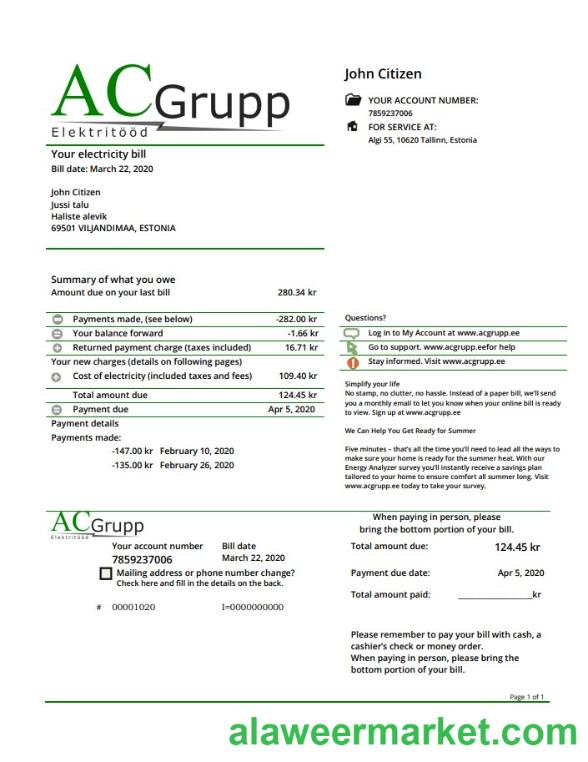 ACGrupp
Elektritööd
Your electricity bill
Bill date: March 22, 2020
John Citizen
Jussi talu
Haliste alevik
69501 VILJANDIMAA, ESTONIA
John Citizen
YOUR ACCOUNT NUMBER:
7859237006
FOR SERVICE AT:
Algi 55, 10620 Tallinn, Estonia
Summary of what you owe
Amount due on your last bill 280.34 kr
Payments made, (see below) -282.00 kr
Your balance forward -1.66 kr
Returned payment charge (taxes included) 16.71 kr
Your new charges (details on following pages)
Cost of electricity (included taxes and fees) 109.40 kr
Total amount due 124.45 kr
Payment due Apr 5, 2020
Payment details
Payments made:
-147.00 kr February 10, 2020
-135.00 kr February 26, 2020
Questions?
Log in to My Account at www.acgrupp.ee
Go to support. www.acgrupp.eefor help
Stay informed. Visit www.acgrupp.ee
Simplify your life
No stamp, no clutter, no hassle. Instead of a paper bill, we'll send
you a monthly email to let you know when your online bill is ready
to view. Sign up at www.acgrupp.ee
We Can Help You Get Ready for Summer
Five minutes – that's all the time you'll need to lead all the ways to
make sure your home is ready for the summer heat. With our
Energy Analyzer survey you'll instantly receive a savings plan
tailored to your home to ensure comfort all summer long. Visit
www.acgrupp.ee today to take your survey.
ACGrupp
Elektritööd
Your account number Bill date
7859237006 March 22, 2020
Mailing address or phone number change?
Check here and fill in the details on the back.
# 00001020 I=0000000000
When paying in person, please
bring the bottom portion of your bill.
Total amount due: 124.45 kr
Payment due date: Apr 5, 2020
Total amount paid: _______________kr
Please remember to pay your bill with cash, a
cashier's check or money order.
When paying in person, please bring the
bottom portion of your bill.
Page 1 of 1
alaweermarket.com